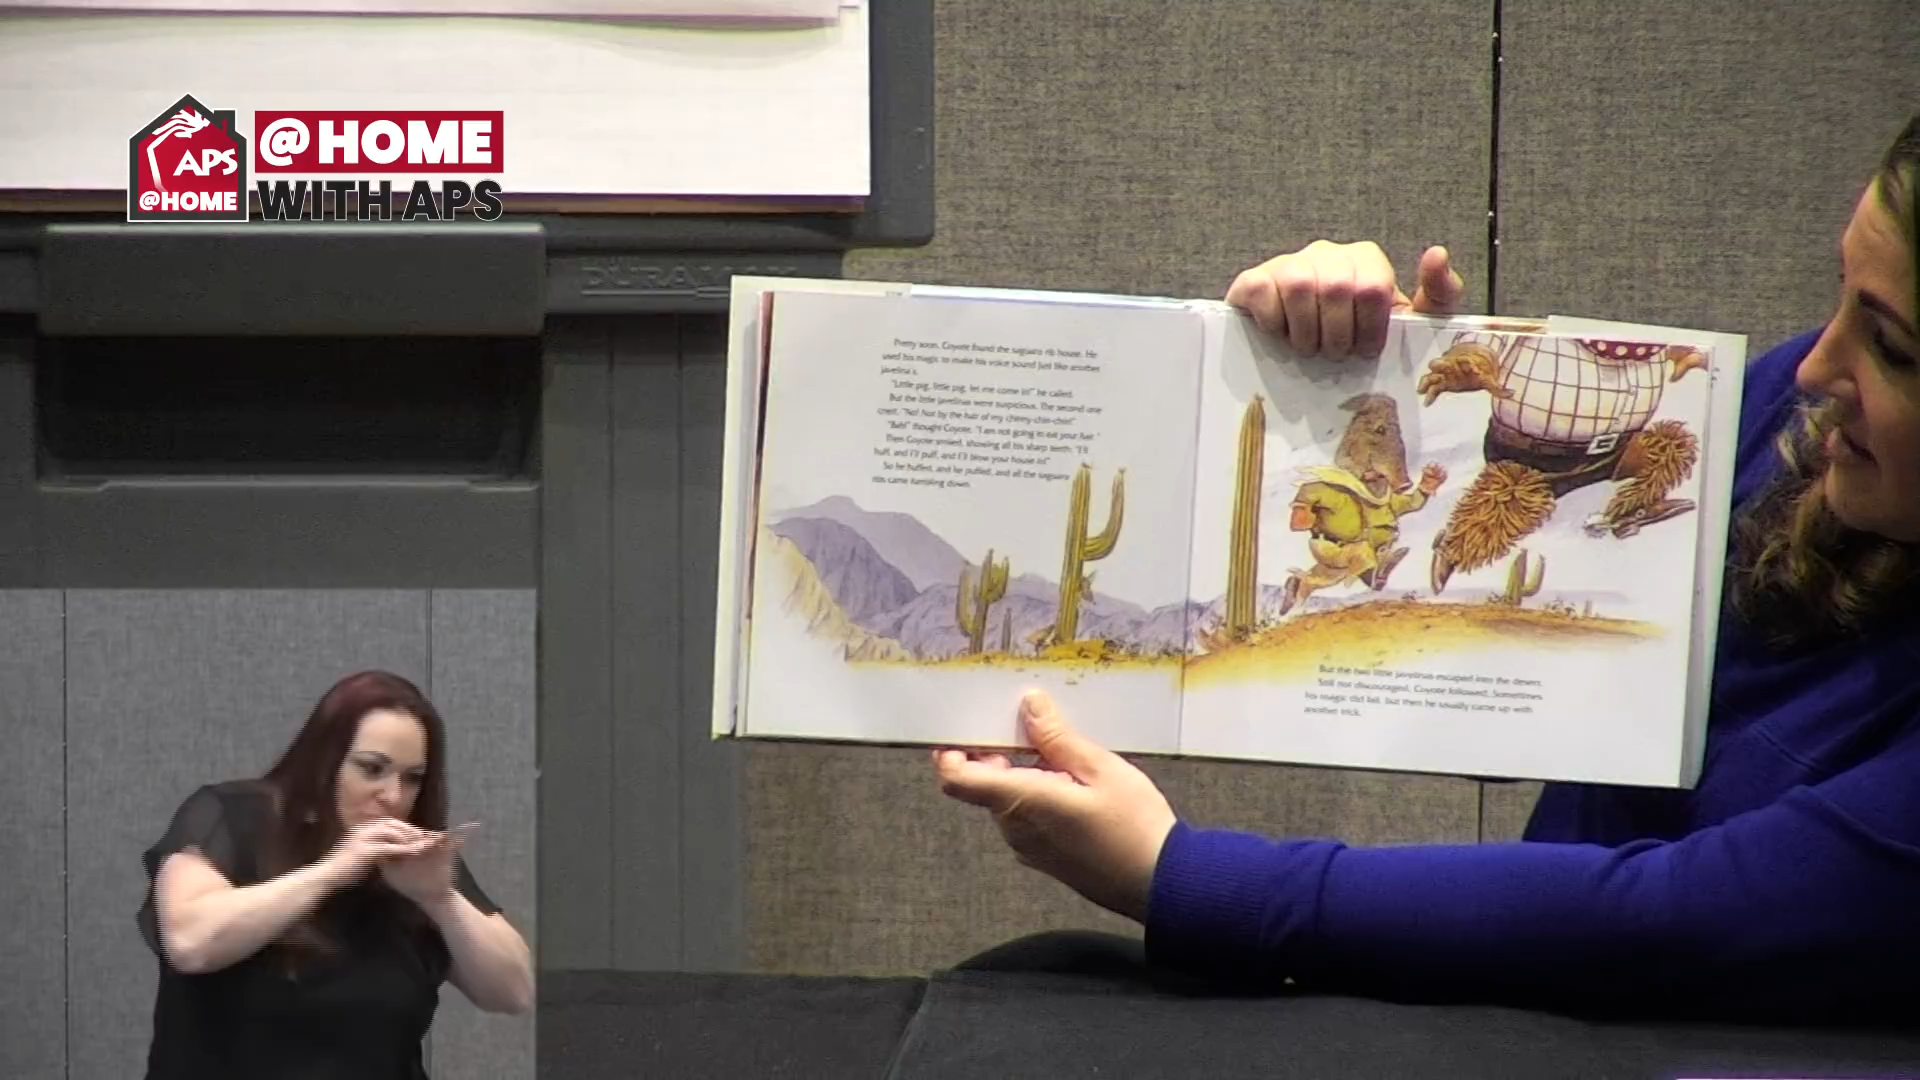 APS
@HOME
@HOME
WITH APS
DURAMAX
Pretty soon, Coyote found the saguaro rib house. He
used his magic to make his voice sound just like another
javelina's.
"Little pig, little pig, let me come in!" he called.
But the little javelinas were suspicious. The second one
cried, "No! Not by the hair of my chinny-chin-chin!"
"Bah!" thought Coyote. "I am not going to eat your hair."
Then Coyote smiled, showing all his sharp teeth: "I'll
huff, and I'll puff, and I'll blow your house in!"
So he huffed, and he puffed, and all the saguaro
ribs came tumbling down.
But the two little javelinas escaped into the desert.
Still not discouraged, Coyote followed. Sometimes
his magic did fail, but then he usually came up with
another trick.